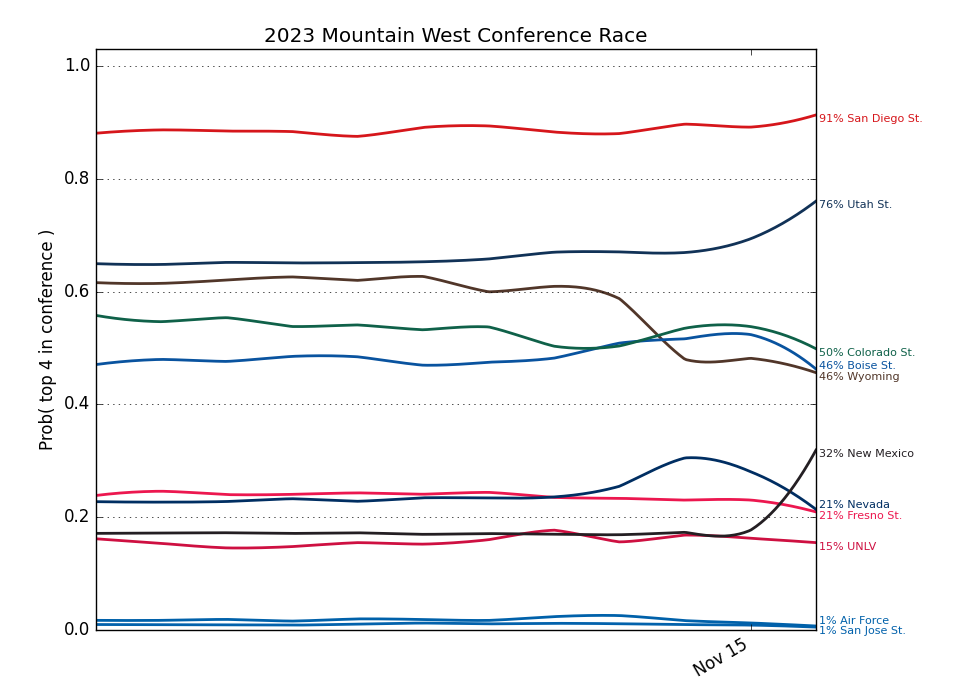 2023 Mountain West Conference Race
1.0
0.8
0.6
0.4
0.2
0.0
Prob( top 4 in conference )
91% San Diego St.
76% Utah St.
50% Colorado St.
46% Boise St.
46% Wyoming
32% New Mexico
21% Nevada
21% Fresno St.
15% UNLV
1% Air Force
1% San Jose St.
Nov 15